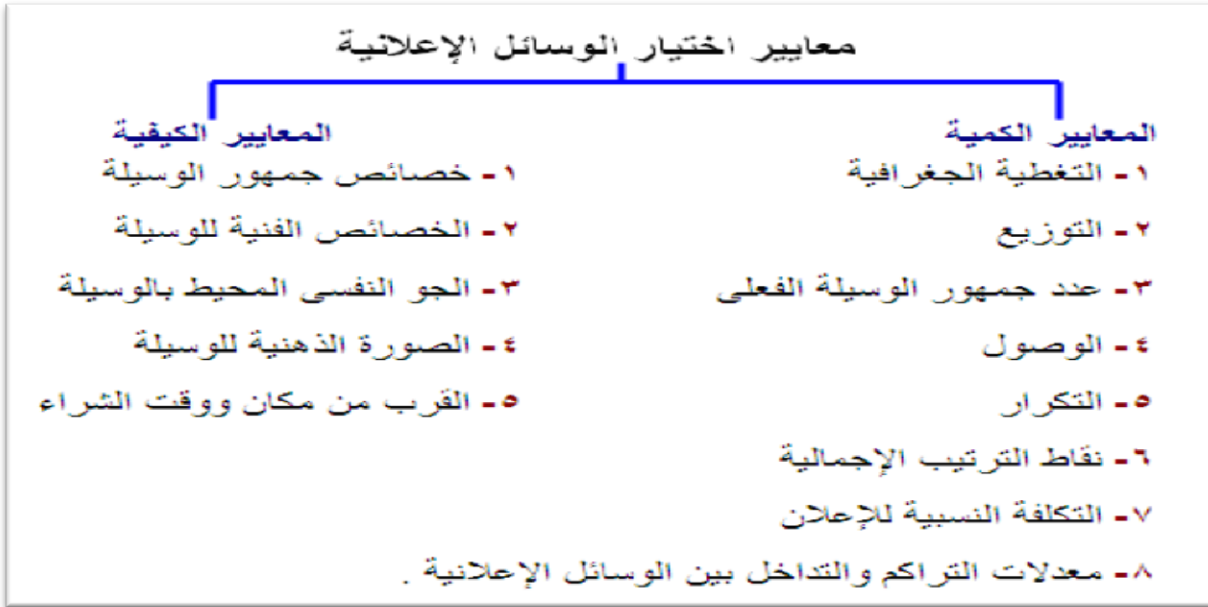 معايير اختيار الوسائل الإعلانية
المعايير الكمية
١- التغطية الجغرافية
٢- التوزيع
٣- عدد جمهور الوسيلة الفعلى
٤- الوصول
٥- التكرار
٦- نقاط الترتيب الإجمالية
٧- التكلفة النسبية للإعلان
٨- معدلات التراكم والتداخل بين الوسائل الإعلانية .
المعايير الكيفية
١- خصائص جمهور الوسيلة
٢- الخصائص الفنية للوسيلة
٣- الجو النفسى المحيط بالوسيلة
٤- الصورة الذهنية للوسيلة
٥- القرب من مكان ووقت الشراء